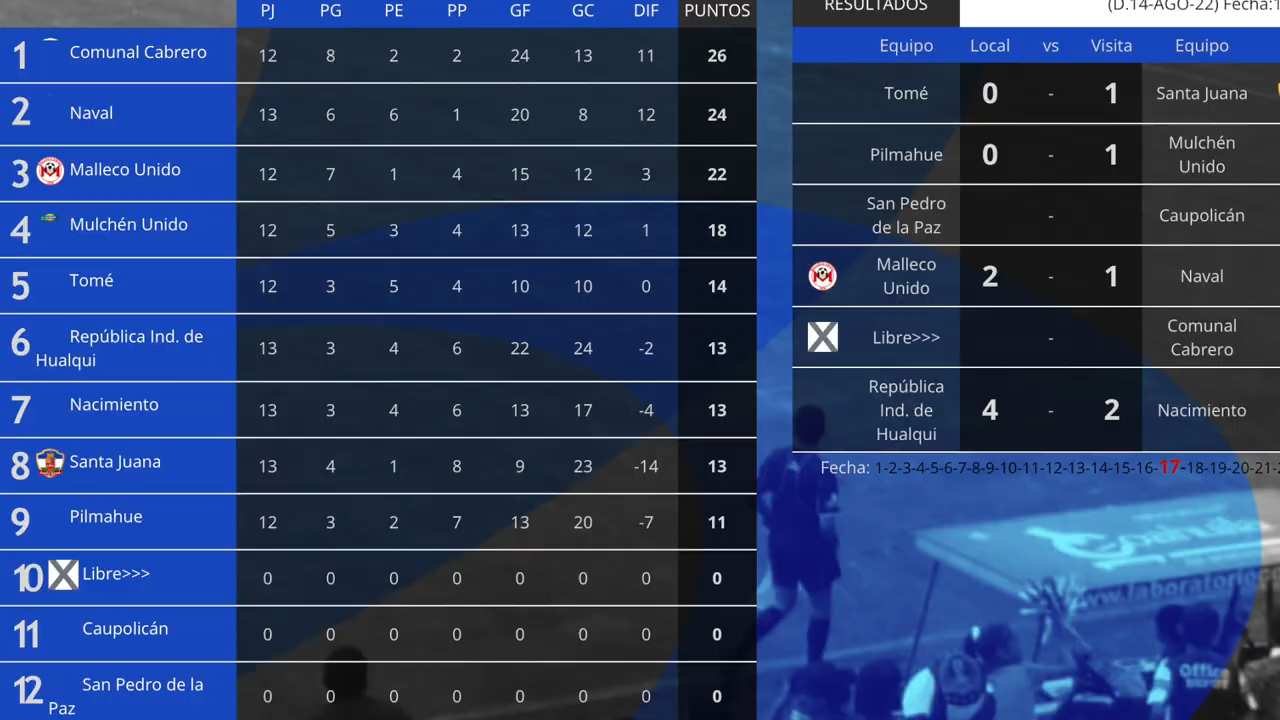 PJ PG PE PP GF GC DIF PUNTOS
1 Comunal Cabrero 12 8 2 2 24 13 11 26
2 Naval 13 6 6 1 20 8 12 24
3 Malleco Unido 12 7 1 4 15 12 3 22
4 Mulchén Unido 12 5 3 4 13 12 1 18
5 Tomé 12 3 5 4 10 10 0 14
6 República Ind. de
Hualqui 13 3 4 6 22 24 -2 13
7 Nacimiento 13 3 4 6 13 17 -4 13
8 Santa Juana 13 4 1 8 9 23 -14 13
9 Pilmahue 12 3 2 7 13 20 -7 11
10 Libre>>> 0 0 0 0 0 0 0 0
11 Caupolicán 0 0 0 0 0 0 0 0
12 San Pedro de la
Paz 0 0 0 0 0 0 0 0
RESULTADOS (D.14-AGO-22) Fecha:1
Equipo Local vs Visita Equipo
Tomé 0 - 1 Santa Juana
Pilmahue 0 - 1 Mulchén
Unido
San Pedro
de la Paz - Caupolicán
Malleco
Unido 2 - 1 Naval
Libre>>> - Comunal
Cabrero
República
Ind. de
Hualqui 4 - 2 Nacimiento
Fecha: 1-2-3-4-5-6-7-8-9-10-11-12-13-14-15-16-17-18-19-20-21-2
www.laboratorio
Office